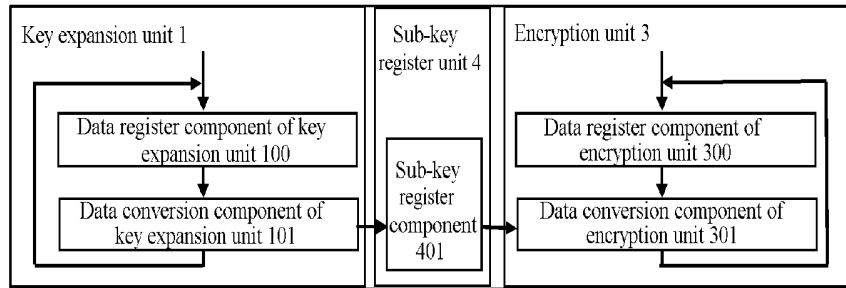 Key expansion unit 1
Data register component of key
expansion unit 100
Data conversion component of
key expansion unit 101
Sub-key
register unit 4
Sub-key
register
component
401
Encryption unit 3
Data register component of
encryption unit 300
Data conversion component of
encryption unit 301